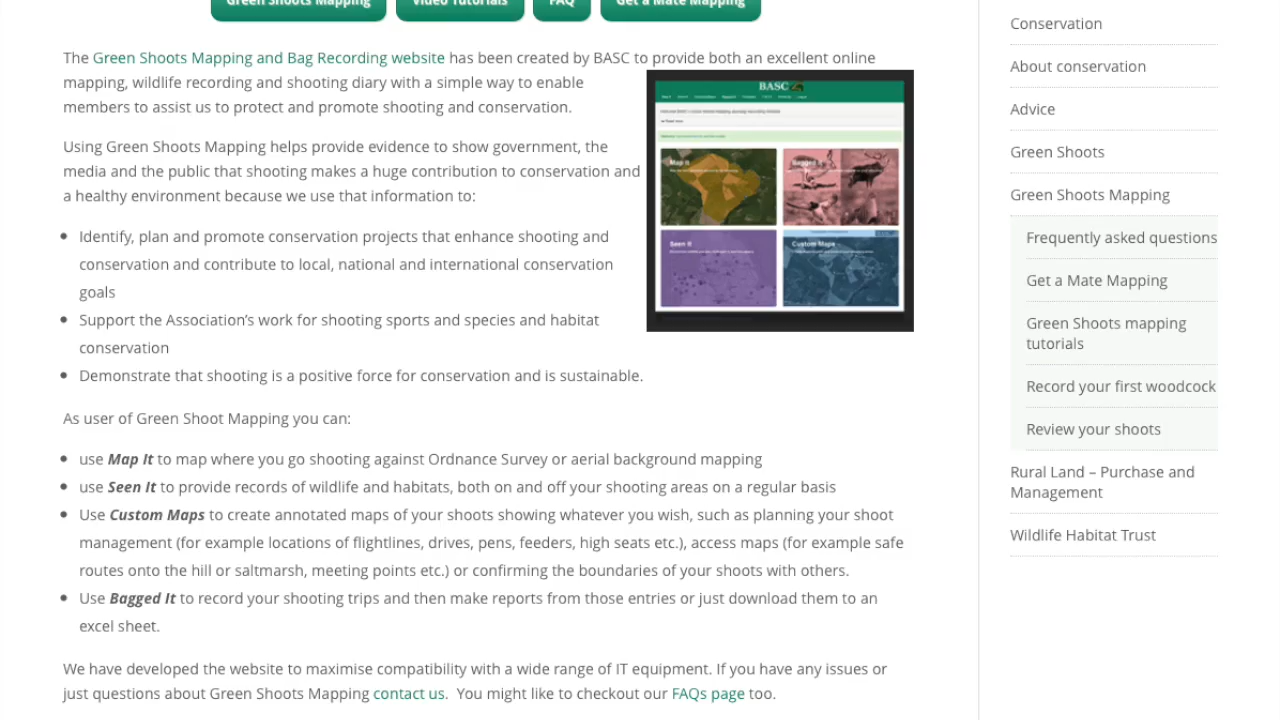 Green Shoots Mapping
Video Tutorials
FAQ
Get a Mate Mapping
The Green Shoots Mapping and Bag Recording website has been created by BASC to provide both an excellent online
mapping, wildlife recording and shooting diary with a simple way to enable
members to assist us to protect and promote shooting and conservation.
Using Green Shoots Mapping helps provide evidence to show government, the
media and the public that shooting makes a huge contribution to conservation and
a healthy environment because we use that information to:
Identify, plan and promote conservation projects that enhance shooting and
conservation and contribute to local, national and international conservation
goals
Support the Association's work for shooting sports and species and habitat
conservation
Demonstrate that shooting is a positive force for conservation and is sustainable.
BASC
Map It
Bagged It
Seen It
Custom Maps
As user of Green Shoot Mapping you can:
use Map It to map where you go shooting against Ordnance Survey or aerial background mapping
use Seen It to provide records of wildlife and habitats, both on and off your shooting areas on a regular basis
Use Custom Maps to create annotated maps of your shoots showing whatever you wish, such as planning your shoot
management (for example locations of flightlines, drives, pens, feeders, high seats etc.), access maps (for example safe
routes onto the hill or saltmarsh, meeting points etc.) or confirming the boundaries of your shoots with others.
Use Bagged It to record your shooting trips and then make reports from those entries or just download them to an
excel sheet.
We have developed the website to maximise compatibility with a wide range of IT equipment. If you have any issues or
just questions about Green Shoots Mapping contact us. You might like to checkout our FAQs page too.
Conservation
About conservation
Advice
Green Shoots
Green Shoots Mapping
Frequently asked questions
Get a Mate Mapping
Green Shoots mapping
tutorials
Record your first woodcock
Review your shoots
Rural Land – Purchase and
Management
Wildlife Habitat Trust